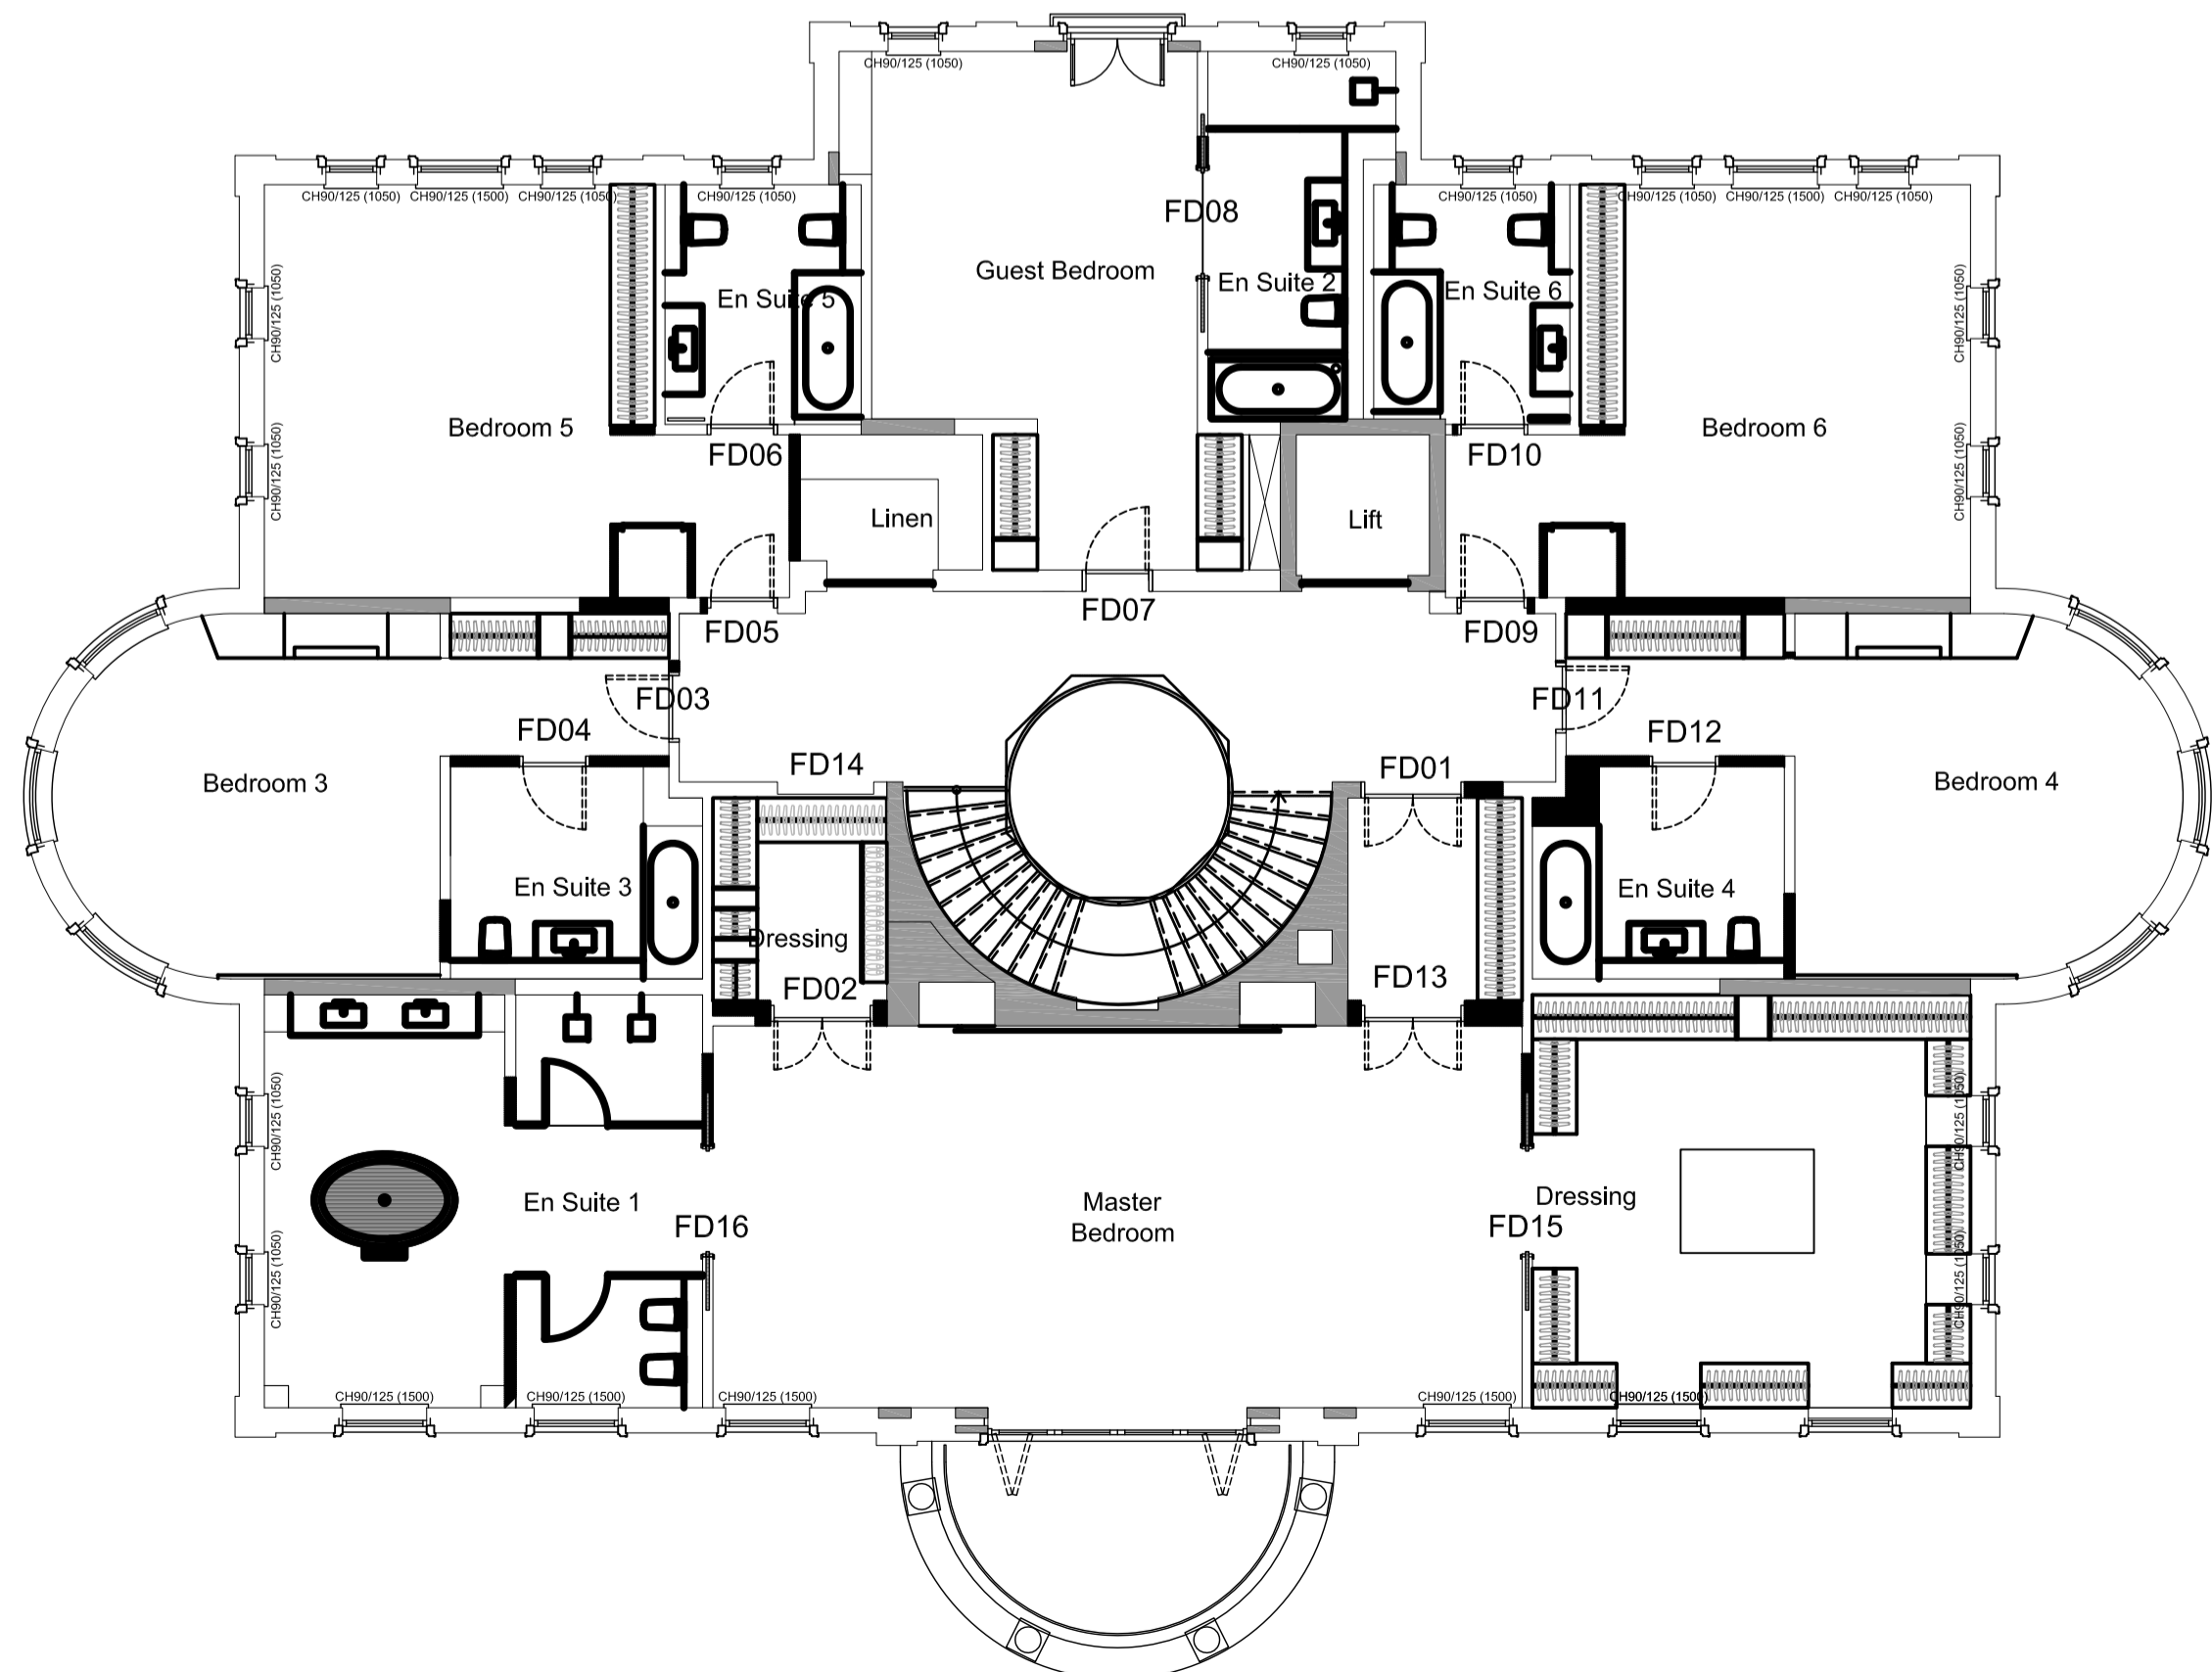 CH90/125 (1050)
CH90/125 (1050)
CH90/125 (1050)
CH90/125 (1500)
CH90/125 (1050)
CH90/125 (1050)
CH90/125 (1050)
CH90/125 (1050)
CH90/125 (1500)
CH90/125 (1050)
FD08
Guest Bedroom
En Suite 2
En Suite 5
En Suite 6
CH90/125 (1050)
CH90/125 (1050)
Bedroom 5
Bedroom 6
FD06
FD10
CH90/125 (1050)
CH90/125 (1050)
Linen
Lift
FD07
FD05
FD09
FD03
FD11
FD04
FD12
FD14
FD01
Bedroom 3
Bedroom 4
En Suite 3
En Suite 4
Dressing
FD02
FD13
CH90/125 (1050)
CH90/125 (1050)
En Suite 1
Master
Bedroom
Dressing
FD16
FD15
CH90/125 (1050)
CH90/125 (1050)
CH90/125 (1500)
CH90/125 (1500)
CH90/125 (1500)
CH90/125 (1500)
CH90/125 (1500)